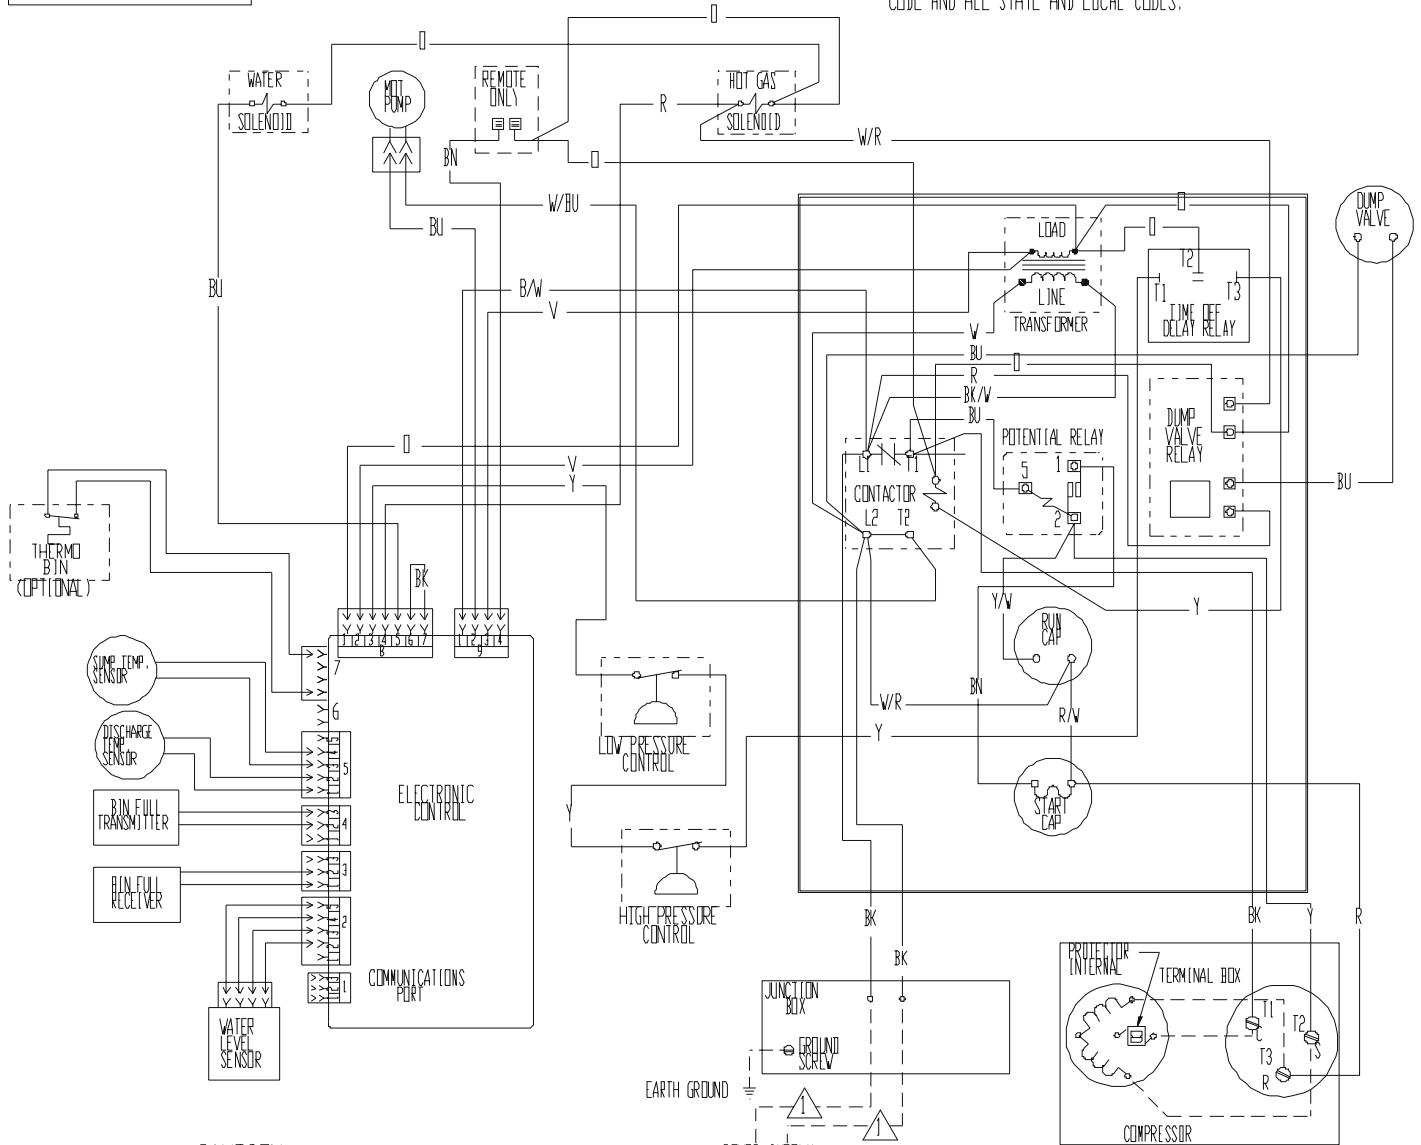 CODE AND ALL STATE AND LOCAL CODES.
WATER
SOLENOID
MOT
PUMP
REMOTE
ONLY
HOT GAS
SOLENOID
R
W/R
BN
W/BU
BU
BU
B/W
V
LOAD
LINE
TRANSFORMER
T2
T1
T3
TIME OFF
DELAY RELAY
DUMP
VALVE
W
BU
R
BK/W
BU
DUMP
VALVE
RELAY
POTENTIAL RELAY
5
1
2
L1
T1
CONTACTOR
L2
T2
BU
V
Y
THERMO
BIN
(OPTIONAL)
BK
1 2 3 4 5 6 7
8
1 2 3 4
9
7
6
5
4
3
2
1
SUMP TEMP.
SENSOR
DISCHARGE
TEMP.
SENSOR
BIN FULL
TRANSMITTER
BIN FULL
RECEIVER
WATER
LEVEL
SENSOR
ELECTRONIC
CONTROL
COMMUNICATIONS
PORT
LOW PRESSURE
CONTROL
Y
HIGH PRESSURE
CONTROL
Y
Y/W
Y
RUN
CAP
BN
W/R
R/W
START
CAP
BK
BK
BK
Y
R
JUNCTION
BOX
GROUND
SCREW
EARTH GROUND
1
1
PROTECTOR
INTERNAL
TERMINAL BOX
T1
C
T2
S
T3
R
COMPRESSOR